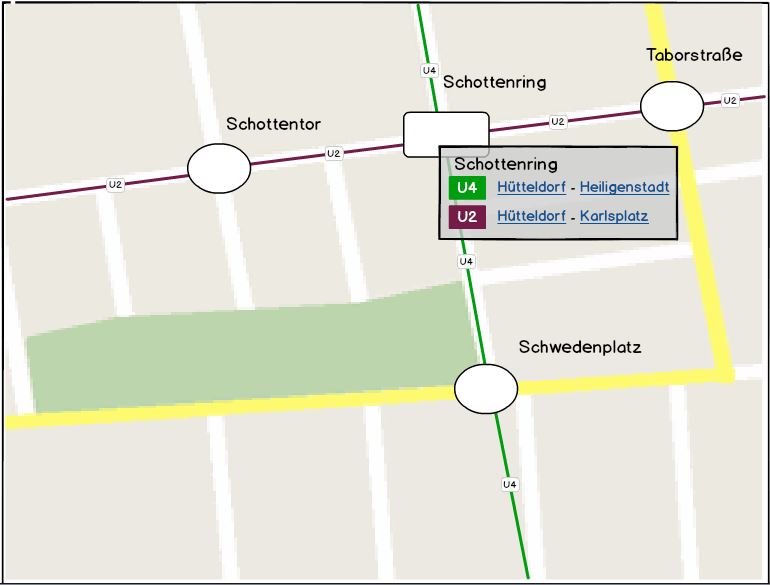 Taborstraße
U4
Schottenring
U2
U2
Schottentor
U2
U2
Schottenring
U4 Hütteldorf - Heiligenstadt
U2 Hütteldorf - Karlsplatz
U4
Schwedenplatz
U4